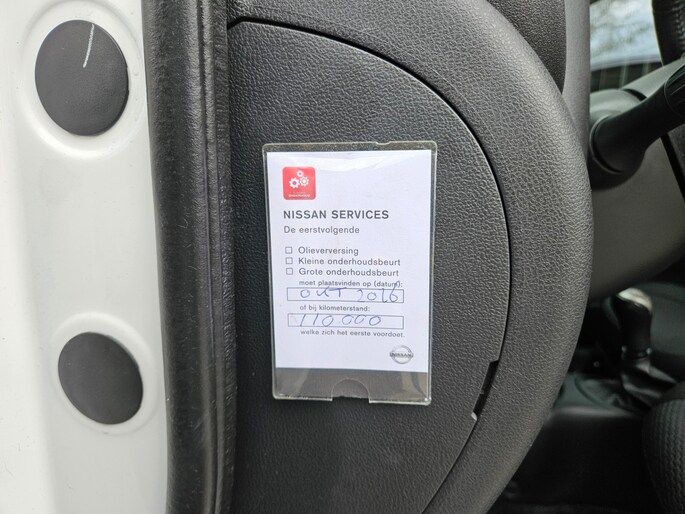 NISSAN SERVICES
De eerstvolgende
☐ Olieverversing
☐ Kleine onderhoudsbeurt
☐ Grote onderhoudsbeurt
moet plaatsvinden op (datum):
OKT 2016
of bij kilometerstand:
110.000
welke zich het eerste voordoet.
NISSAN